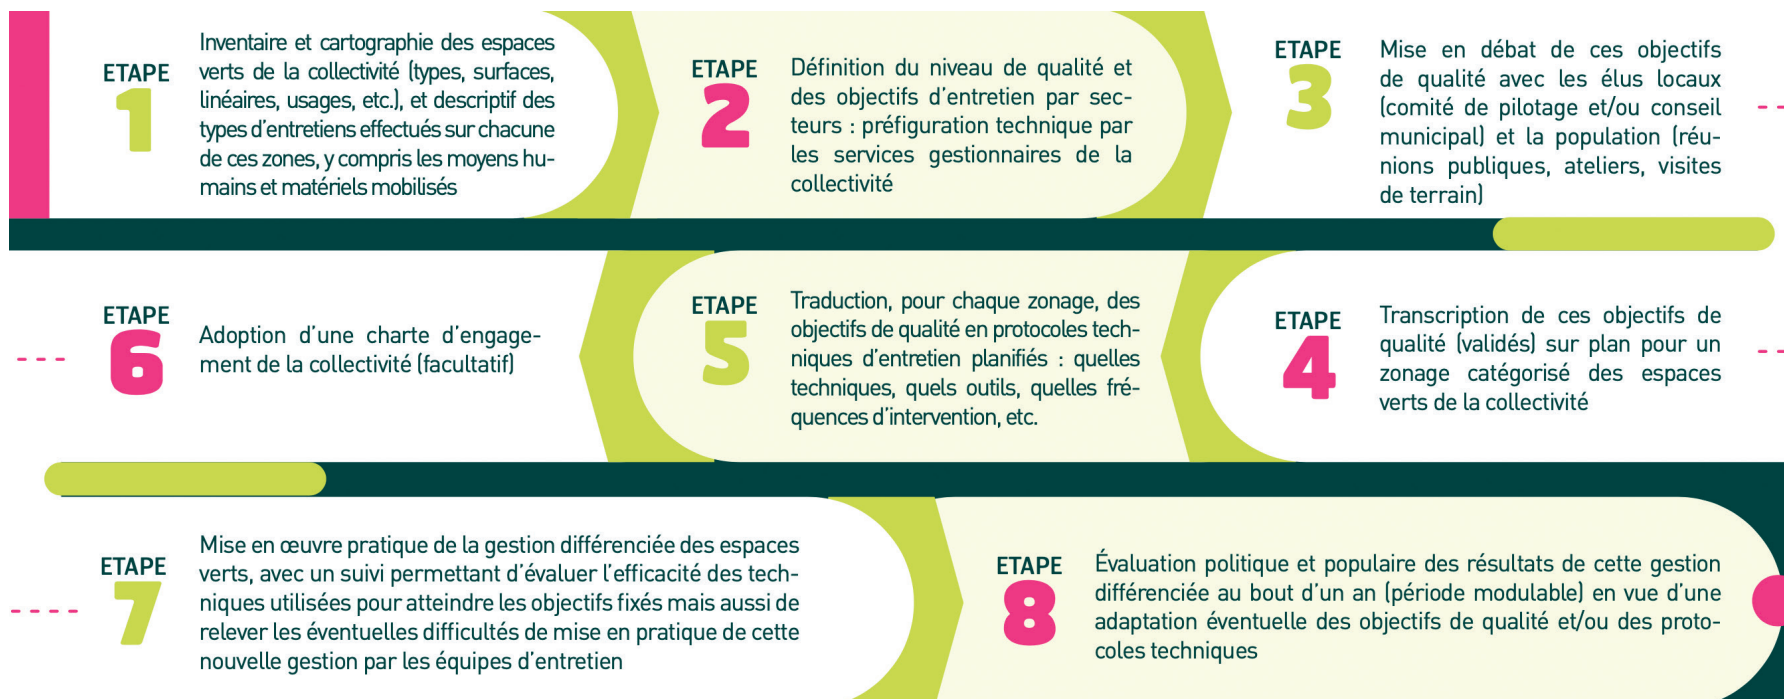 ETAPE
1
Inventaire et cartographie des espaces
verts de la collectivité (types, surfaces,
linéaires, usages, etc.), et descriptif des
types d'entretiens effectués sur chacune
de ces zones, y compris les moyens hu-
mains et matériels mobilisés
ETAPE
2
Définition du niveau de qualité et
des objectifs d'entretien par sec-
teurs : préfiguration technique par
les services gestionnaires de la
collectivité
ETAPE
3
Mise en débat de ces objectifs
de qualité avec les élus locaux
(comité de pilotage et/ou conseil
municipal) et la population (réu-
nions publiques, ateliers, visites
de terrain)
ETAPE
4
Transcription de ces objectifs de
qualité (validés) sur plan pour un
zonage catégorisé des espaces
verts de la collectivité
ETAPE
5
Traduction, pour chaque zonage, des
objectifs de qualité en protocoles tech-
niques d'entretien planifiés : quelles
techniques, quels outils, quelles fré-
quences d'intervention, etc.
ETAPE
6
Adoption d'une charte d'engage-
ment de la collectivité (facultatif)
ETAPE
7
Mise en œuvre pratique de la gestion différenciée des espaces
verts, avec un suivi permettant d'évaluer l'efficacité des tech-
niques utilisées pour atteindre les objectifs fixés mais aussi de
relever les éventuelles difficultés de mise en pratique de cette
nouvelle gestion par les équipes d'entretien
ETAPE
8
Évaluation politique et populaire des résultats de cette gestion
différenciée au bout d'un an (période modulable) en vue d'une
adaptation éventuelle des objectifs de qualité et/ou des proto-
coles techniques